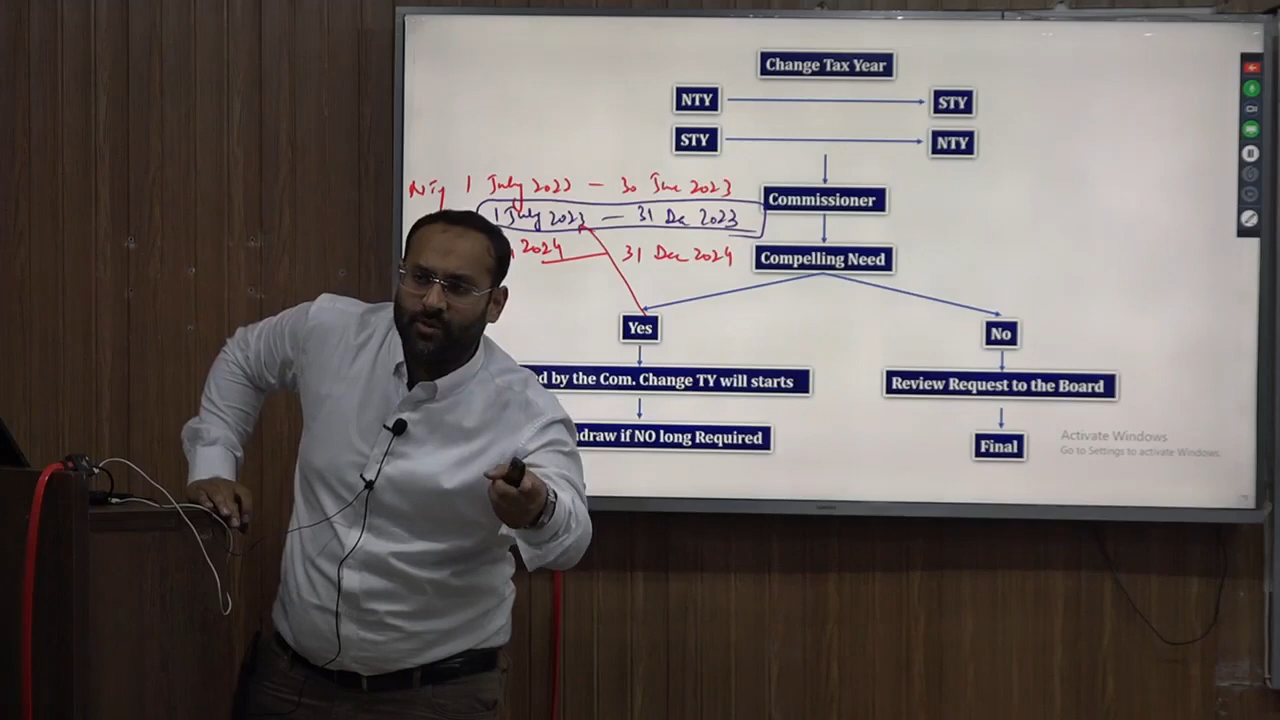 Change Tax Year
NTY STY
STY NTY
NTY 1 July 2022 – 30 June 2023
Commissioner
1 July 2023 – 31 Dec 2023
2024 31 Dec 2024
Compelling Need
Yes No
ed by the Com. Change TY will starts
Review Request to the Board
draw if NO long Required
Final
Activate Windows
Go to Settings to activate Windows.